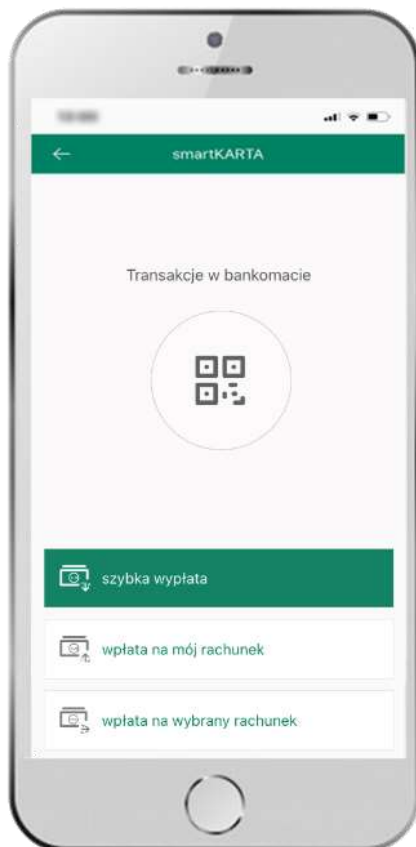 smartKARTA
Transakcje w bankomacie
szybka wypłata
wpłata na mój rachunek
wpłata na wybrany rachunek